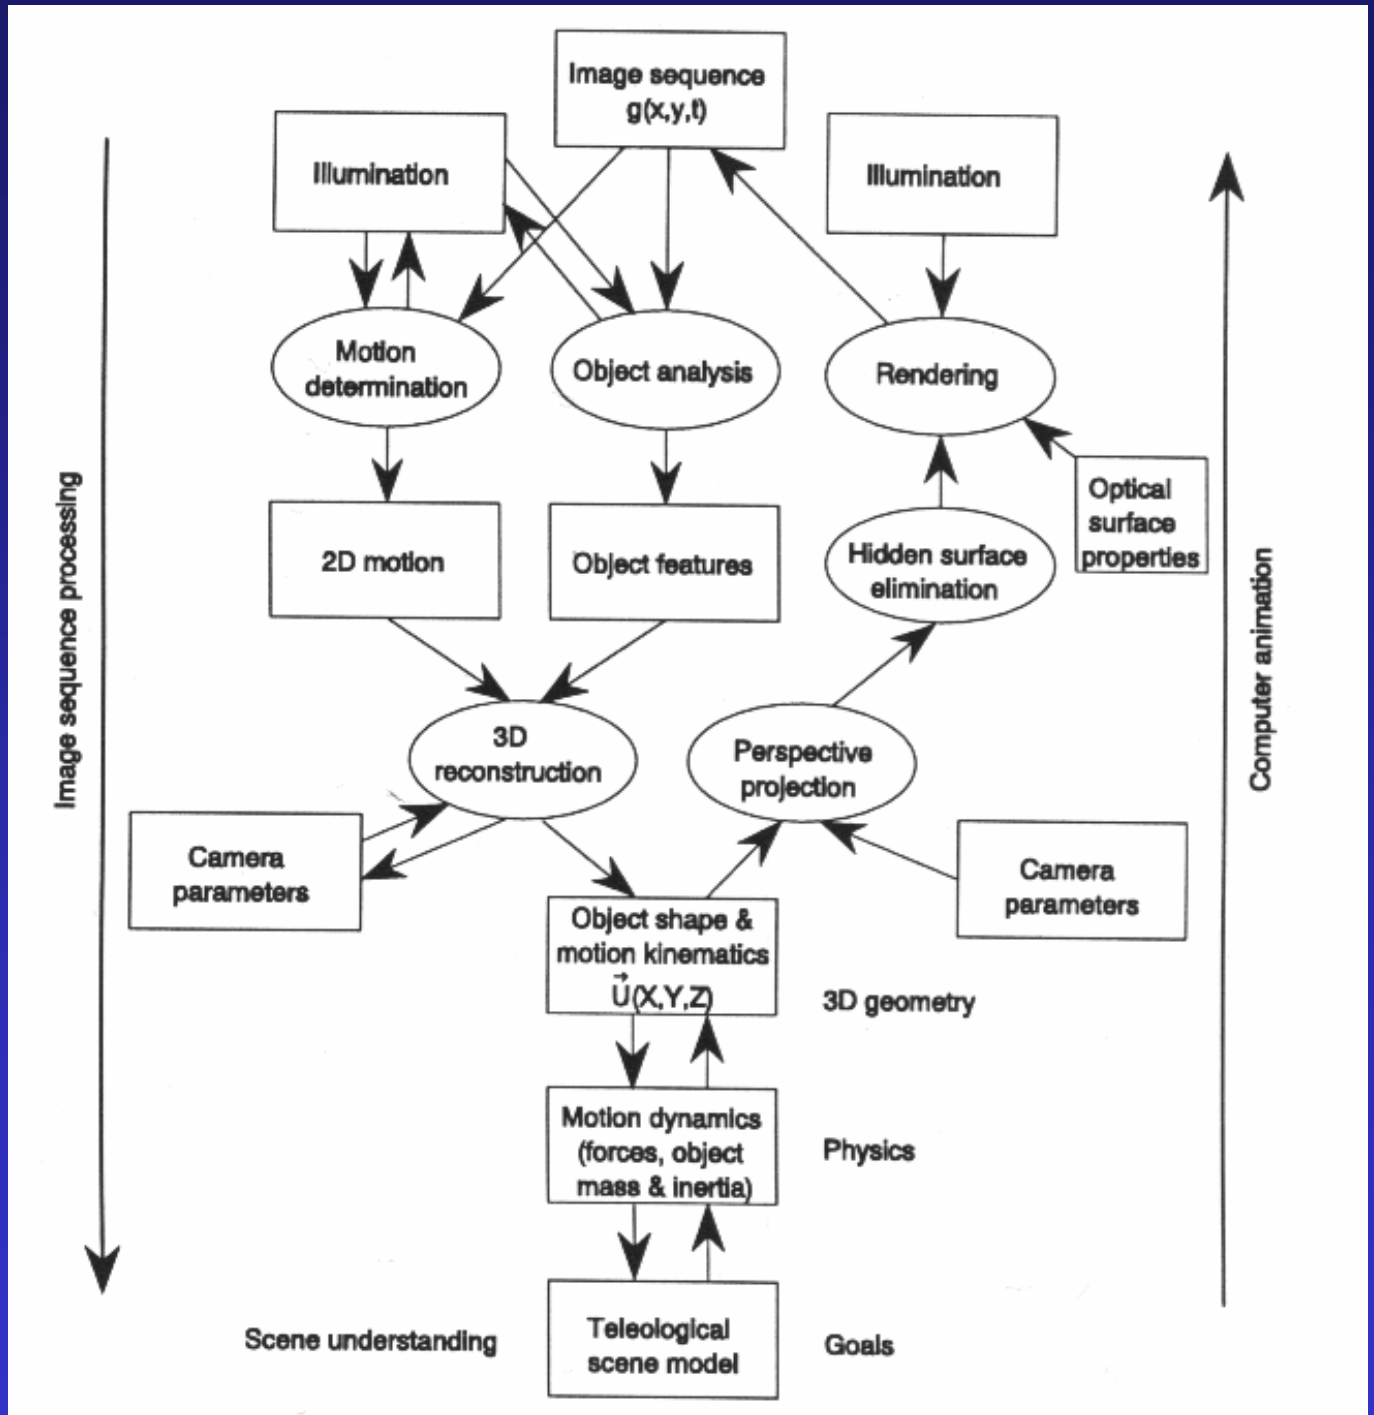 Image sequence
g(x,y,t)
Illumination
Illumination
Motion
determination
Object analysis
Rendering
Optical
surface
properties
2D motion
Object features
Hidden surface
elimination
Image sequence processing
Computer animation
3D
reconstruction
Perspective
projection
Camera
parameters
Camera
parameters
Object shape &
motion kinematics
U⃗(X,Y,Z)
3D geometry
Motion dynamics
(forces, object
mass & inertia)
Physics
Scene understanding
Teleological
scene model
Goals